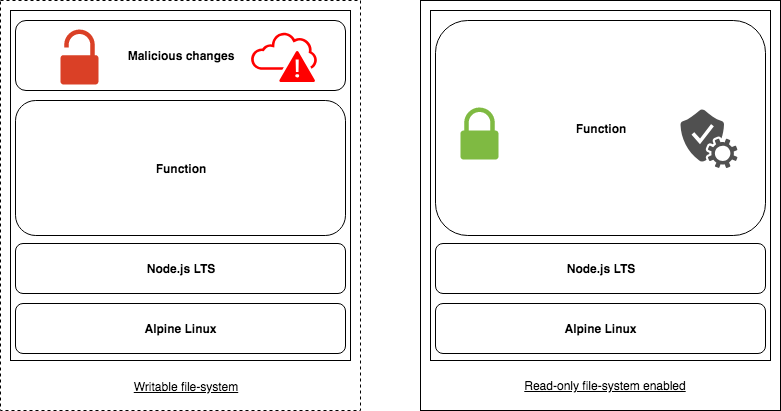 Malicious changes
Function
Node.js LTS
Alpine Linux
Writable file-system
Function
Node.js LTS
Alpine Linux
Read-only file-system enabled